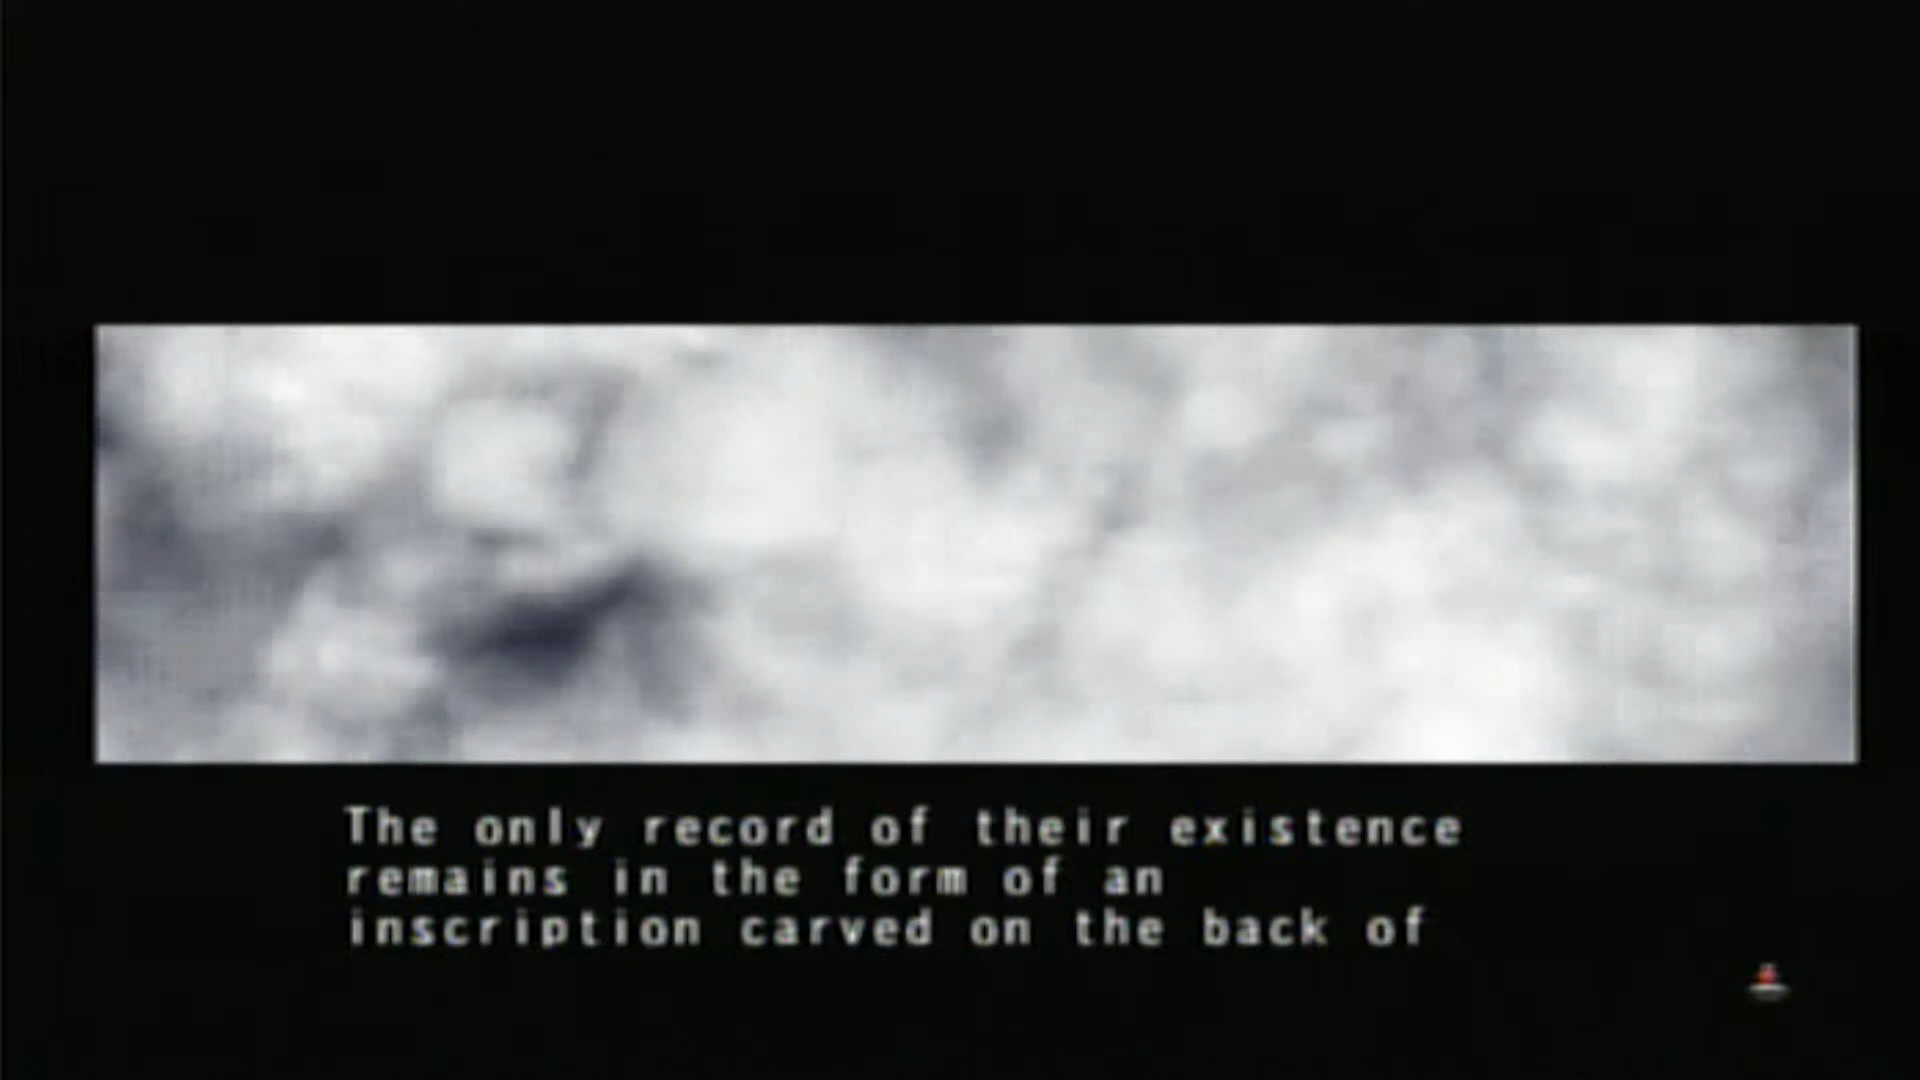 The only record of their existence
remains in the form of an
inscription carved on the back of